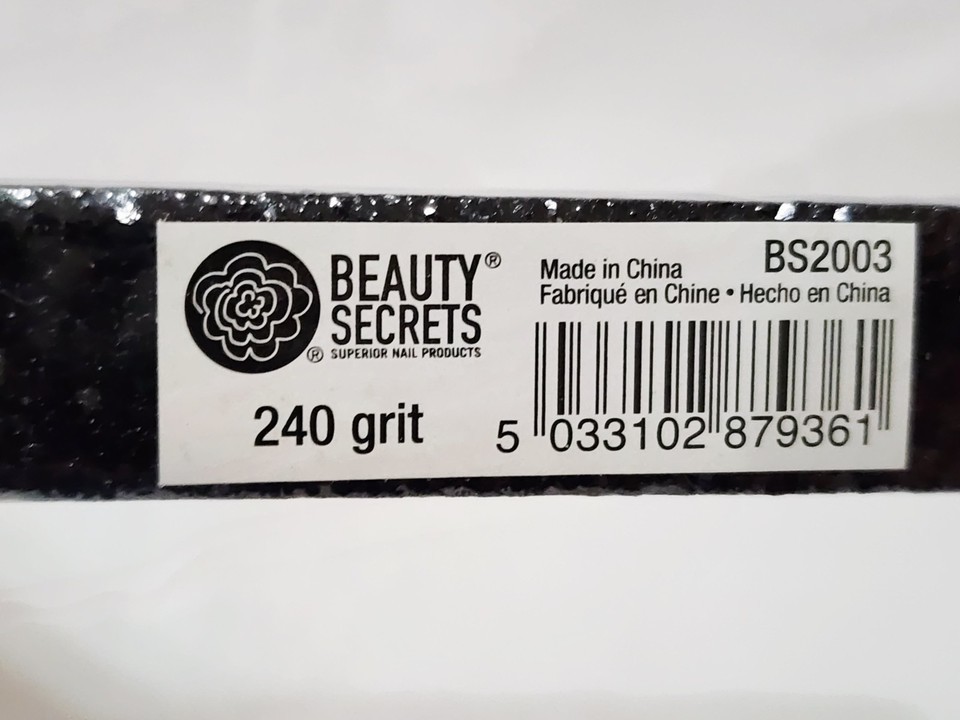 BEAUTY®
SECRETS
® SUPERIOR NAIL PRODUCTS
240 grit
BS2003
Made in China
Fabriqué en Chine • Hecho en China
5 033102 879361